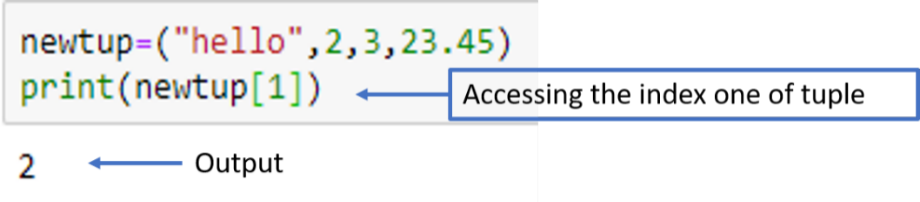 newtup=("hello",2,3,23.45)
print(newtup[1])
Accessing the index one of tuple
2
Output